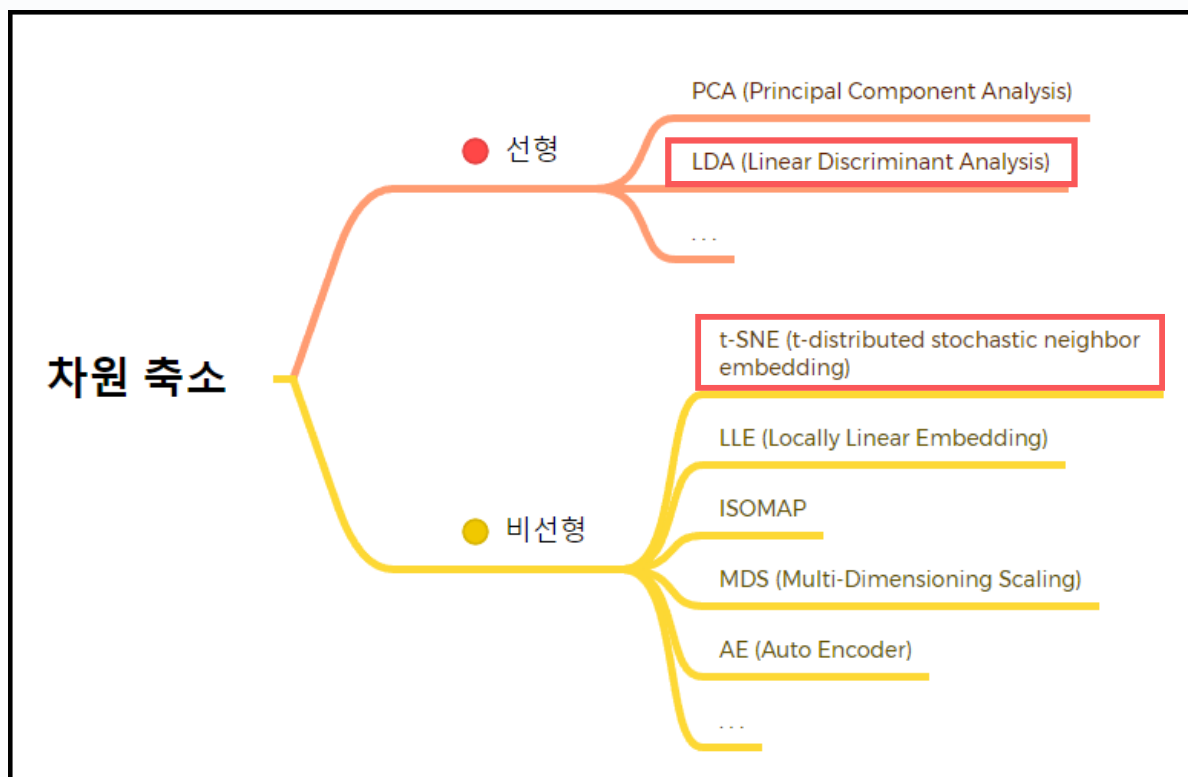 PCA (Principal Component Analysis)
선형
LDA (Linear Discriminant Analysis)
...
차원 축소
t-SNE (t-distributed stochastic neighbor
embedding)
LLE (Locally Linear Embedding)
비선형
ISOMAP
MDS (Multi-Dimensioning Scaling)
AE (Auto Encoder)
...